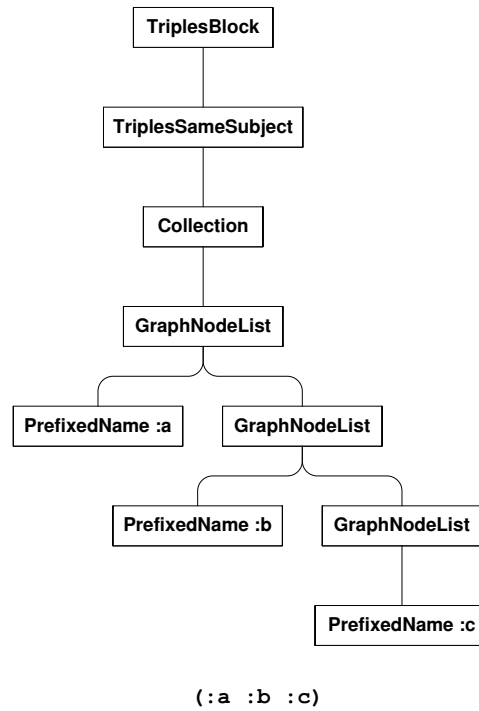 TriplesBlock
TriplesSameSubject
Collection
GraphNodeList
PrefixedName :a
GraphNodeList
PrefixedName :b
GraphNodeList
PrefixedName :c
(:a :b :c)